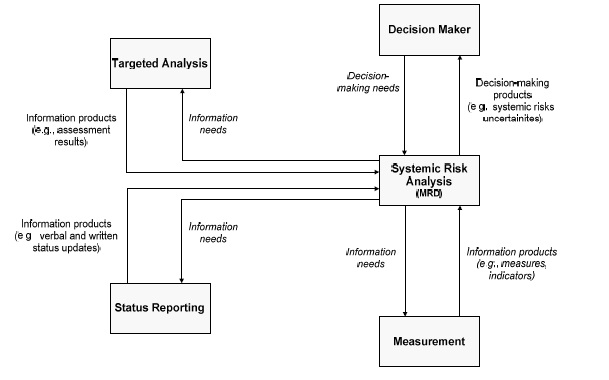 Decision Maker
Targeted Analysis
Decision-
making needs
Decision-making
products
(e.g. systemic risks
uncertainites)
Information products
(e.g., assessment
results)
Information
needs
Systemic Risk
Analysis
(MRD)
Information products
(e g verbal and written
status updates)
Information
needs
Information
needs
Information products
(e g., measures,
indicators)
Status Reporting
Measurement